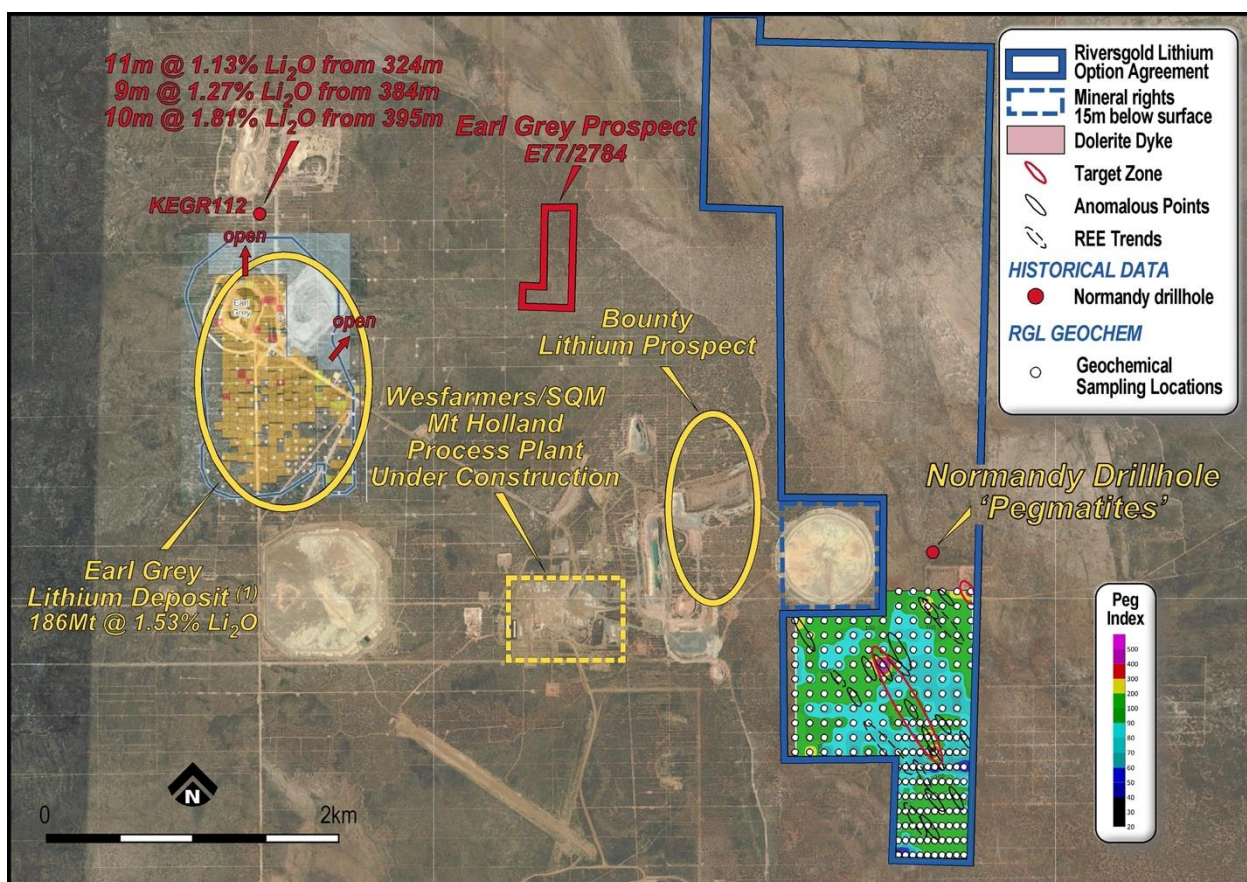 11m @ 1.13% Li₂O from 324m
9m @ 1.27% Li₂O from 384m
10m @ 1.81% Li₂O from 395m
KEGR112
open
open
Earl
Grey
Earl Grey Prospect
E77/2784
Bounty
Lithium Prospect
Wesfarmers/SQM
Mt Holland
Process Plant
Under Construction
Earl Grey
Lithium Deposit (1)
186Mt @ 1.53% Li₂O
Normandy Drillhole
‘Pegmatites’
Riversgold Lithium
Option Agreement
Mineral rights
15m below surface
Dolerite Dyke
Target Zone
Anomalous Points
REE Trends
HISTORICAL DATA
Normandy drillhole
RGL GEOCHEM
Geochemical
Sampling Locations
Peg
Index
500
400
300
200
100
90
80
70
60
50
40
30
20
N
0
2km